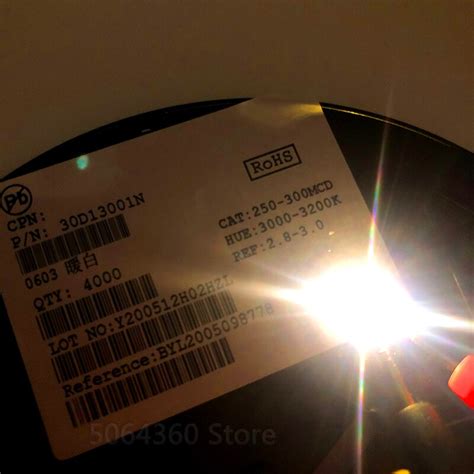 Pb
RoHS
CPN:
P/N: 30D13001N
0603 暖白
QTY: 4000
LOT NO:Y200512H02HZL
Reference:BYL2005098778
CAT:250-300MCD
HUE:3000-3200K
REF:2.8-3.0
5064360 Store